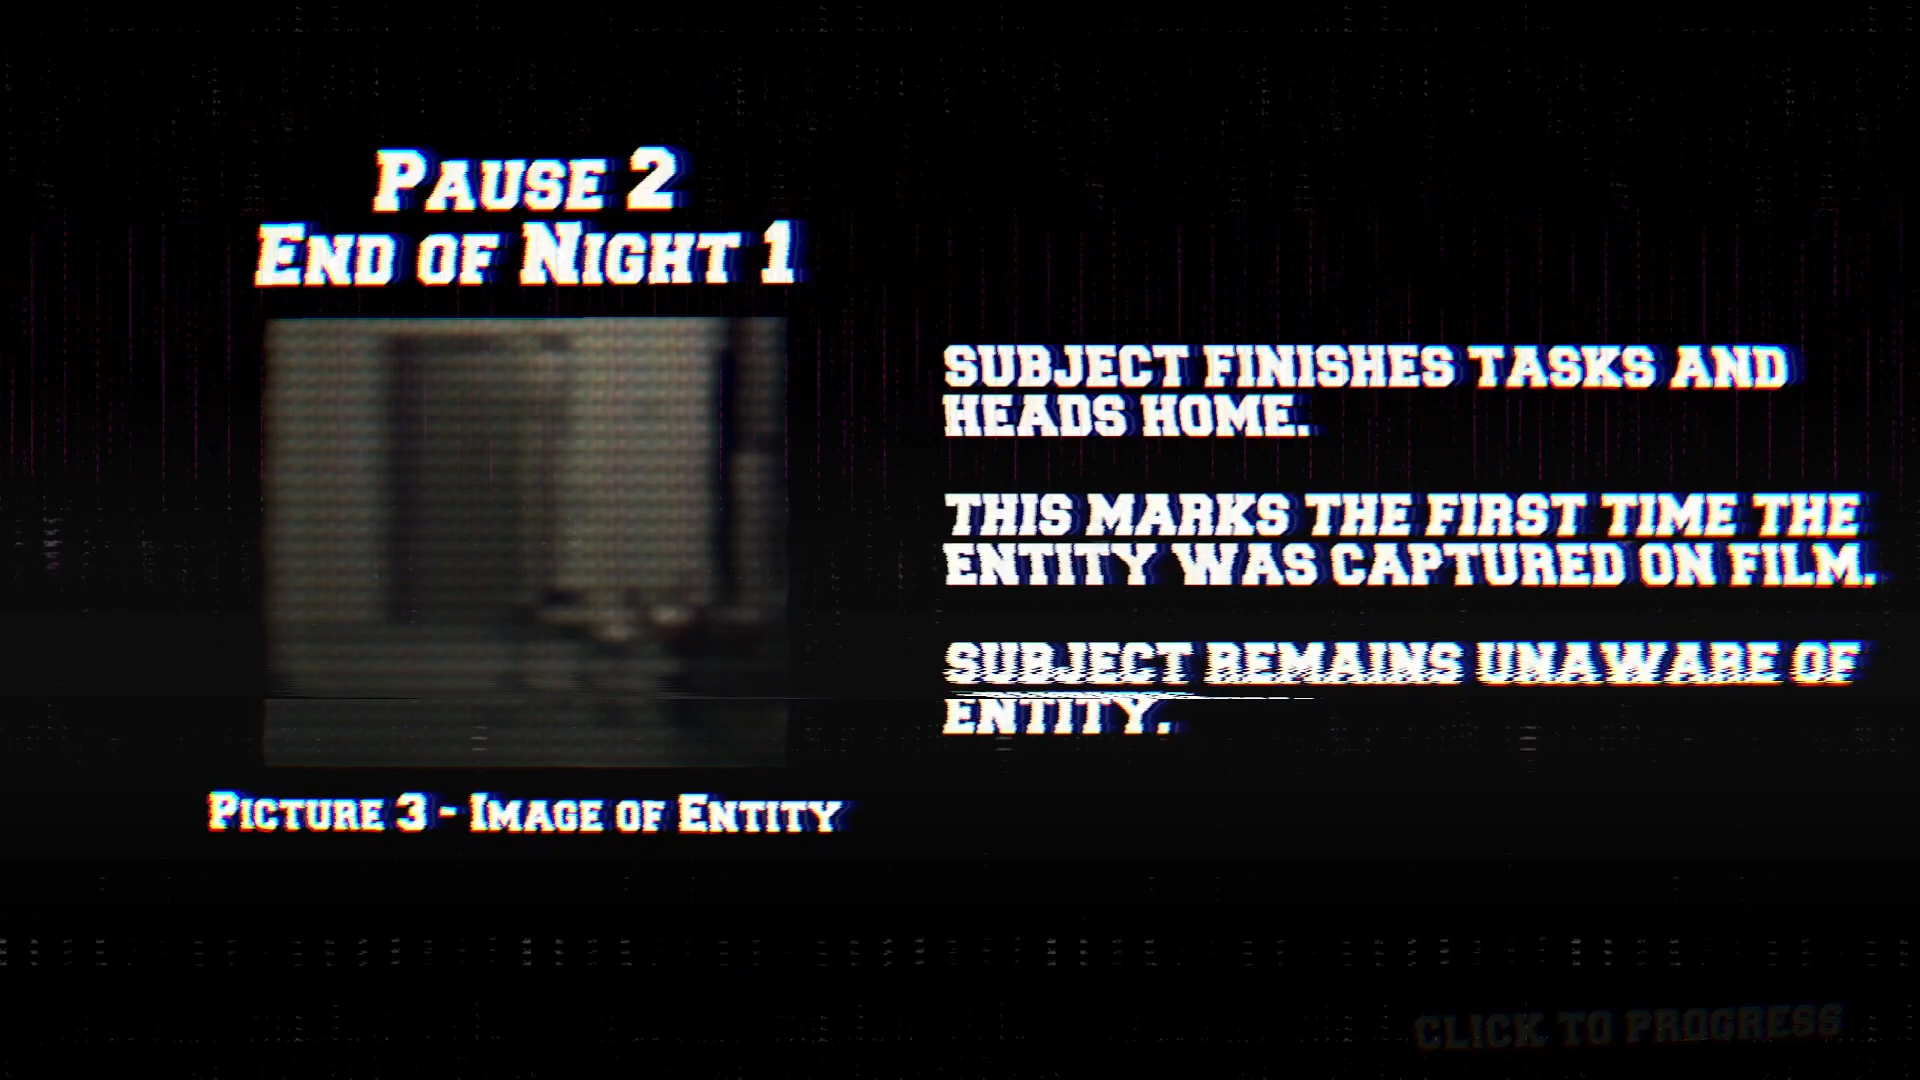 Pause 2
End of Night 1
SUBJECT FINISHES TASKS AND
HEADS HOME.
THIS MARKS THE FIRST TIME THE
ENTITY WAS CAPTURED ON FILM.
SUBJECT REMAINS UNAWARE OF
ENTITY.
Picture 3 - Image of Entity
CLICK TO PROGRESS